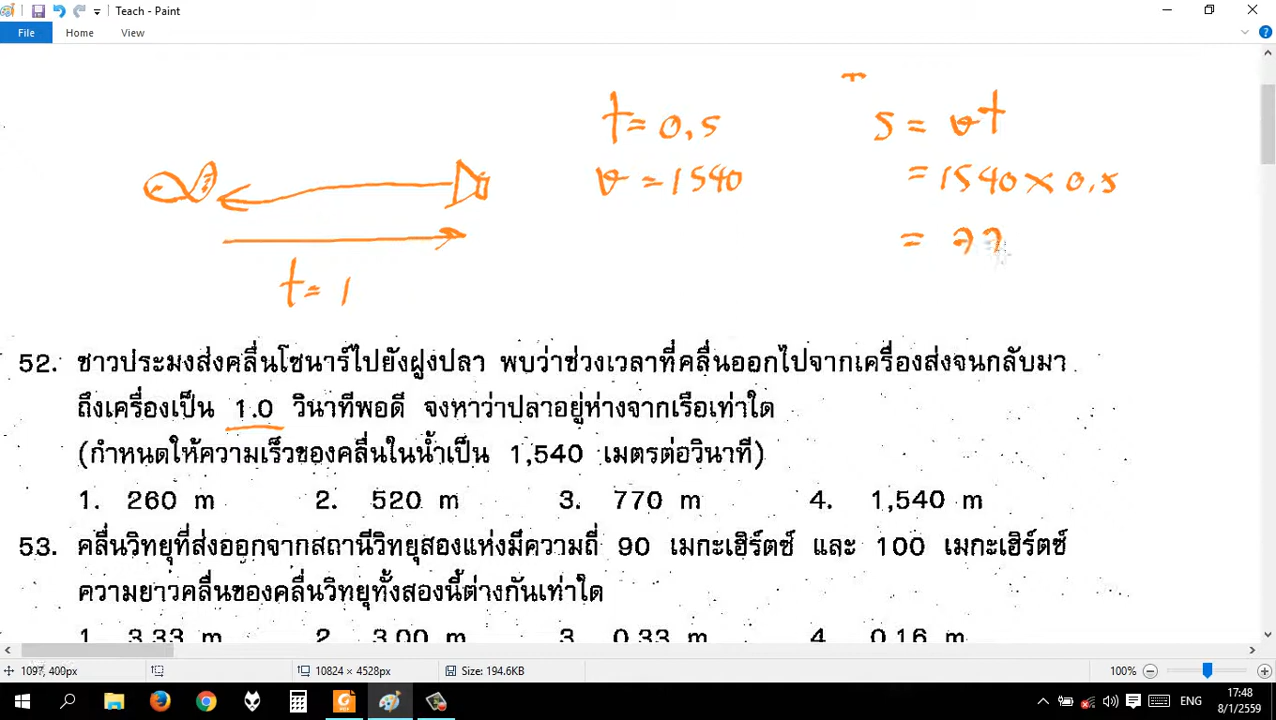 Teach - Paint
File Home View
t = 0.5
v = 1540
s = vt
= 1540 × 0.5
= 77
t = 1
52. ชาวประมงส่งคลื่นโซนาร์ไปยังฝูงปลา พบว่าช่วงเวลาที่คลื่นออกไปจากเครื่องส่งจนกลับมา
ถึงเครื่องเป็น 1.0 วินาทีพอดี จงหาว่าปลาอยู่ห่างจากเรือเท่าใด
(กำหนดให้ความเร็วของคลื่นในน้ำเป็น 1,540 เมตรต่อวินาที)
1. 260 m 2. 520 m 3. 770 m 4. 1,540 m
53. คลื่นวิทยุที่ส่งออกจากสถานีวิทยุสองแห่งมีความถี่ 90 เมกะเฮิร์ตซ์ และ 100 เมกะเฮิร์ตซ์
ความยาวคลื่นของคลื่นวิทยุทั้งสองนี้ต่างกันเท่าใด
1. 3.33 m 2. 3.00 m 3. 0.33 m 4. 0.16 m
1097, 400px 10824 × 4528px Size: 194.6KB 100%
ENG 17:48
8/1/2559